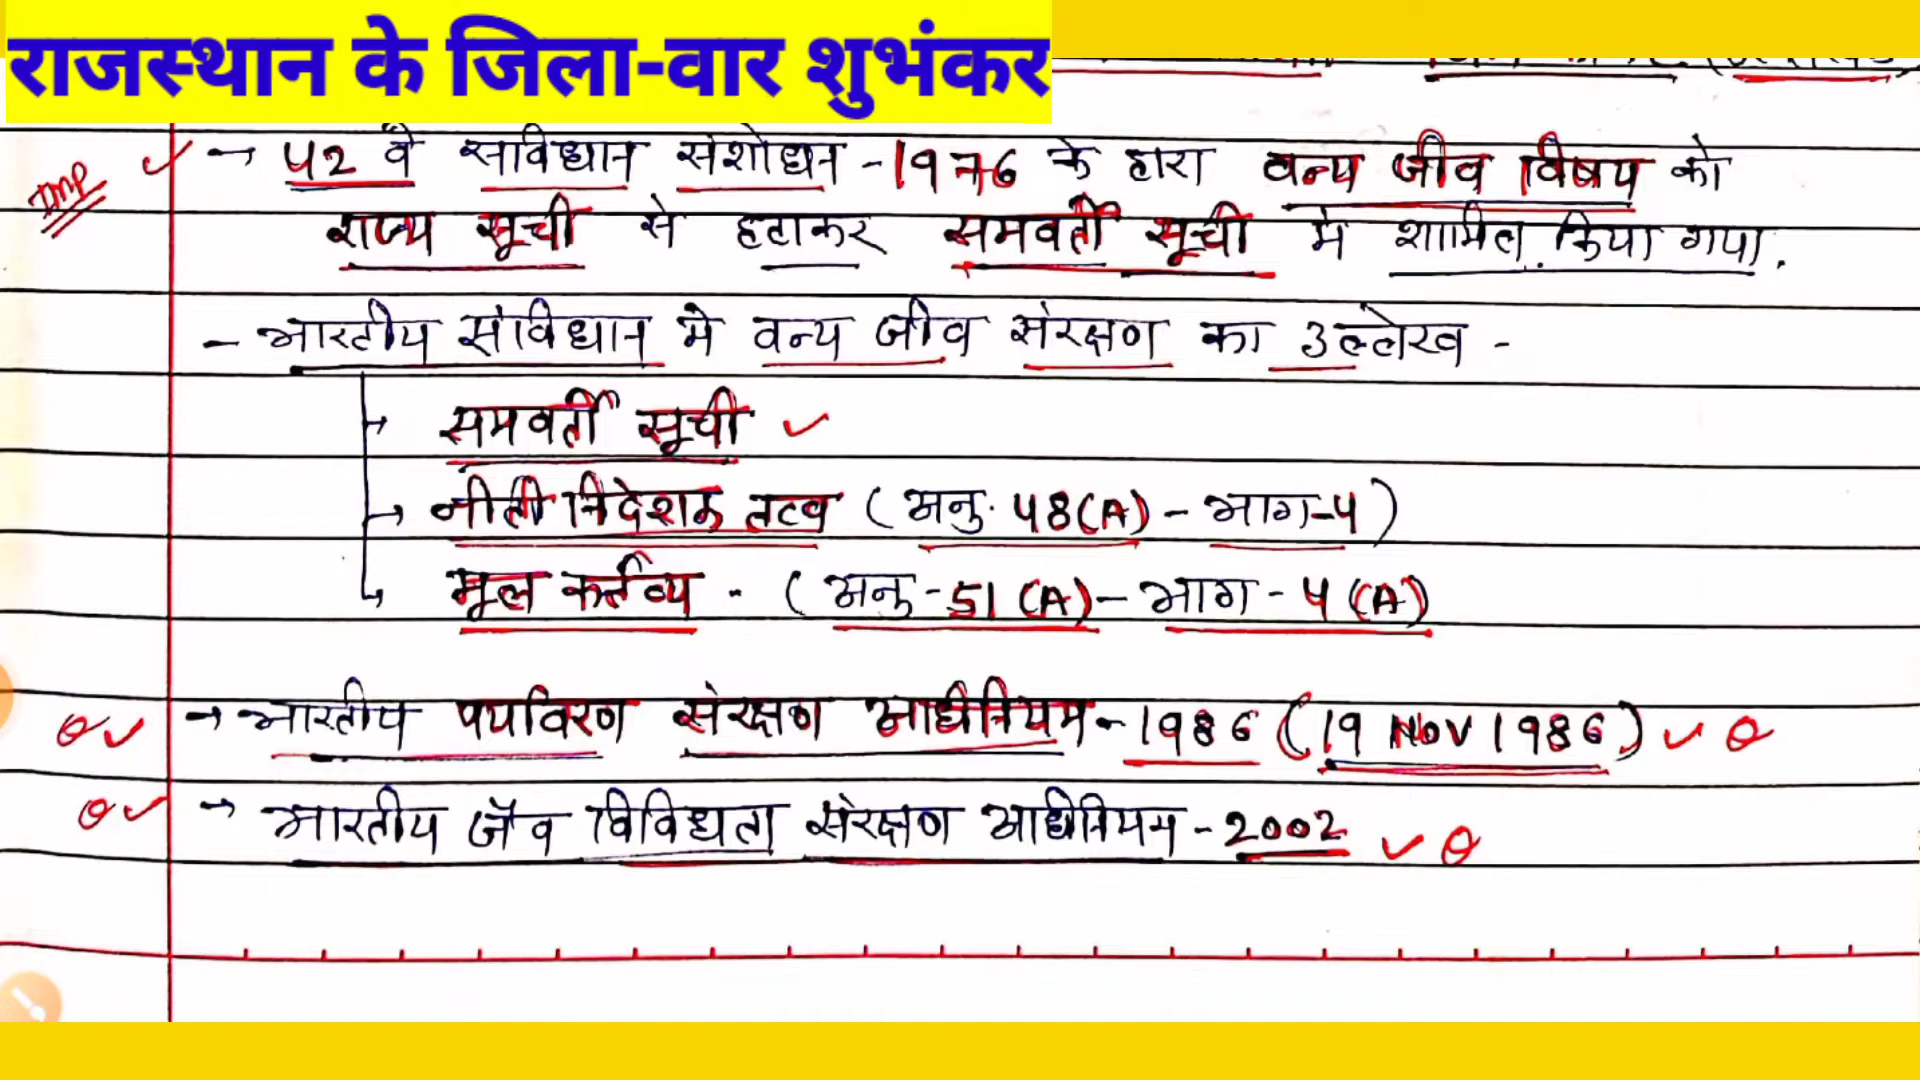 राजस्थान के जिला-वार शुभंकर
IMP → 42 वें संविधान संशोधन - 1976 के द्वारा वन्य जीव विषय को
राज्य सूची से हटाकर समवर्ती सूची में शामिल किया गया.
- भारतीय संविधान में वन्य जीव संरक्षण का उल्लेख -
समवर्ती सूची
→ नीती निदेशक तत्व (अनु. 48(A) - भाग-4)
मूल कर्तव्य - (अनु - 51 (A) - भाग - 4 (A)
→ भारतीय पर्यावरण संरक्षण अधिनियम - 1986 (19 NOV 1986)
→ भारतीय जैव विविधता संरक्षण अधिनियम - 2002